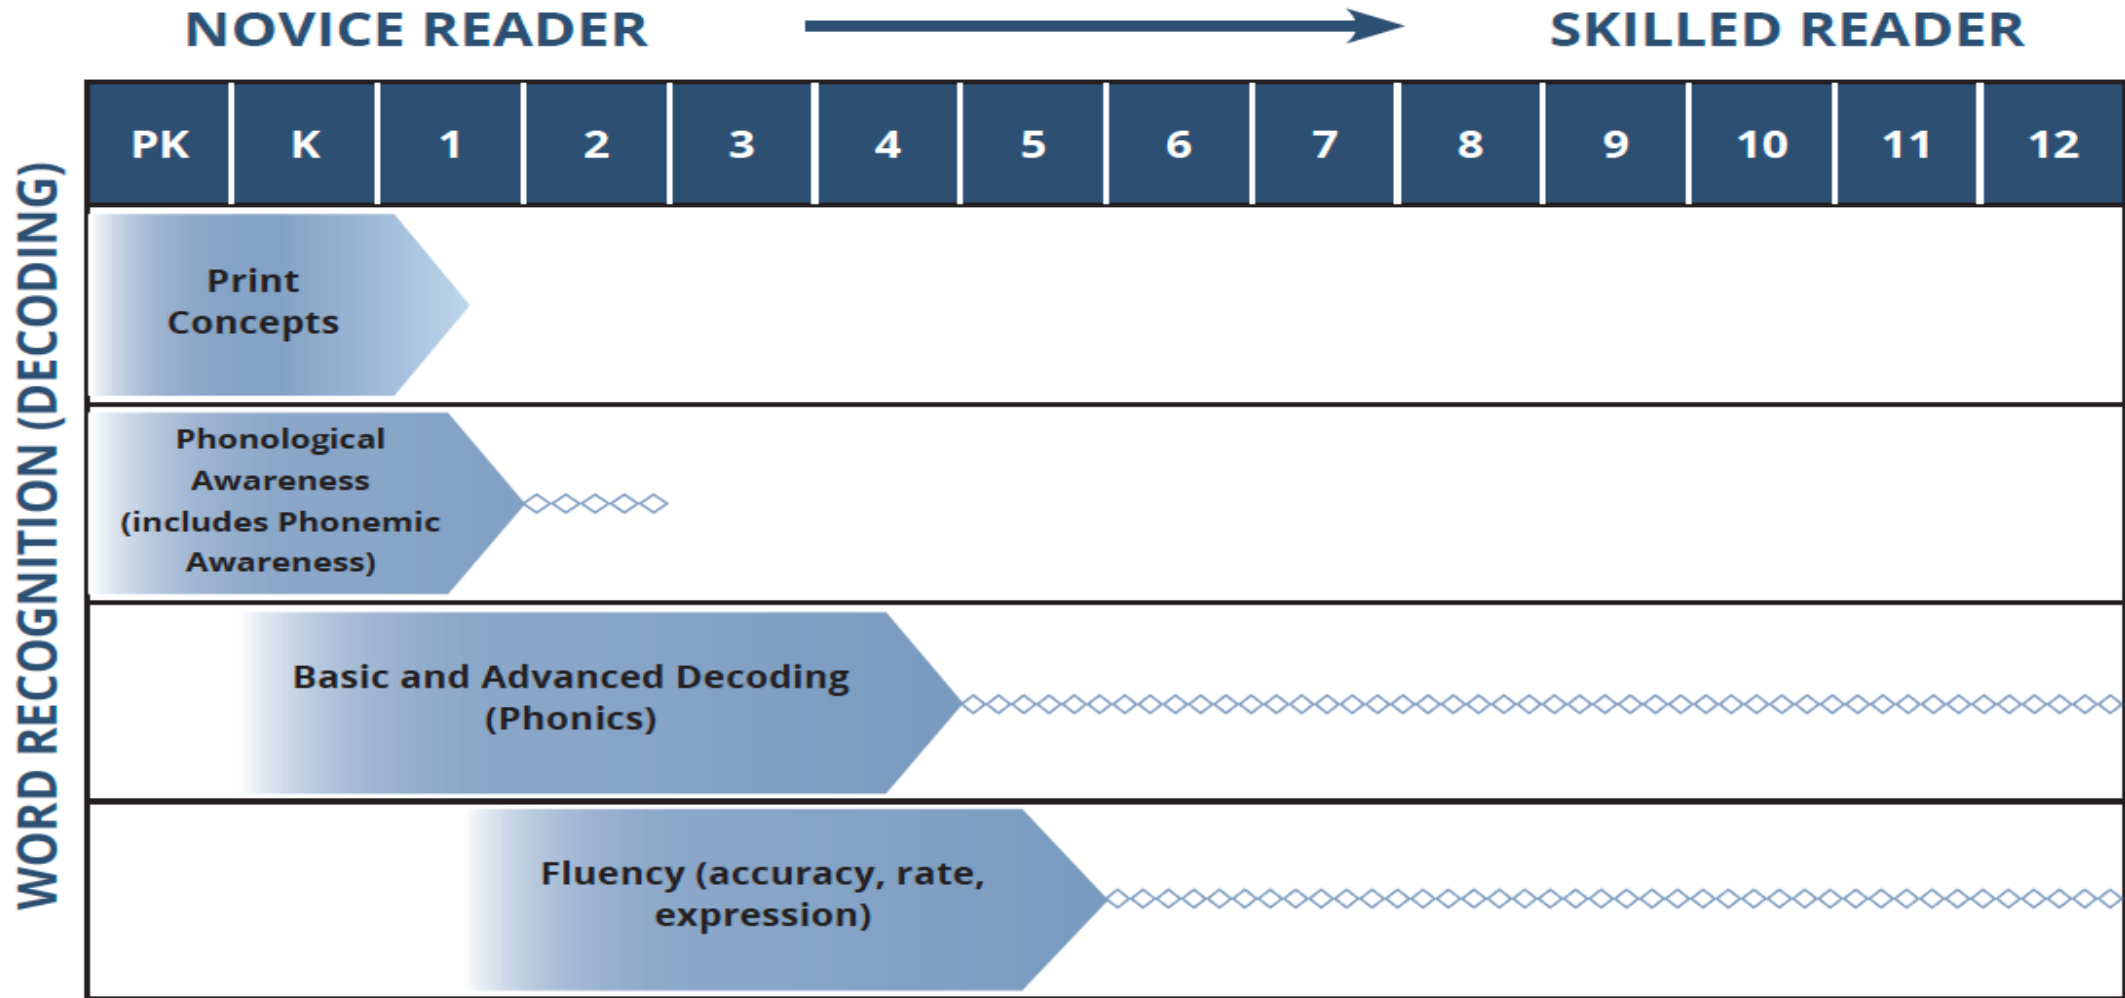 NOVICE READER SKILLED READER
PK K 1 2 3 4 5 6 7 8 9 10 11 12
WORD RECOGNITION (DECODING)
Print
Concepts
Phonological
Awareness
(includes Phonemic
Awareness)
Basic and Advanced Decoding
(Phonics)
Fluency (accuracy, rate,
expression)